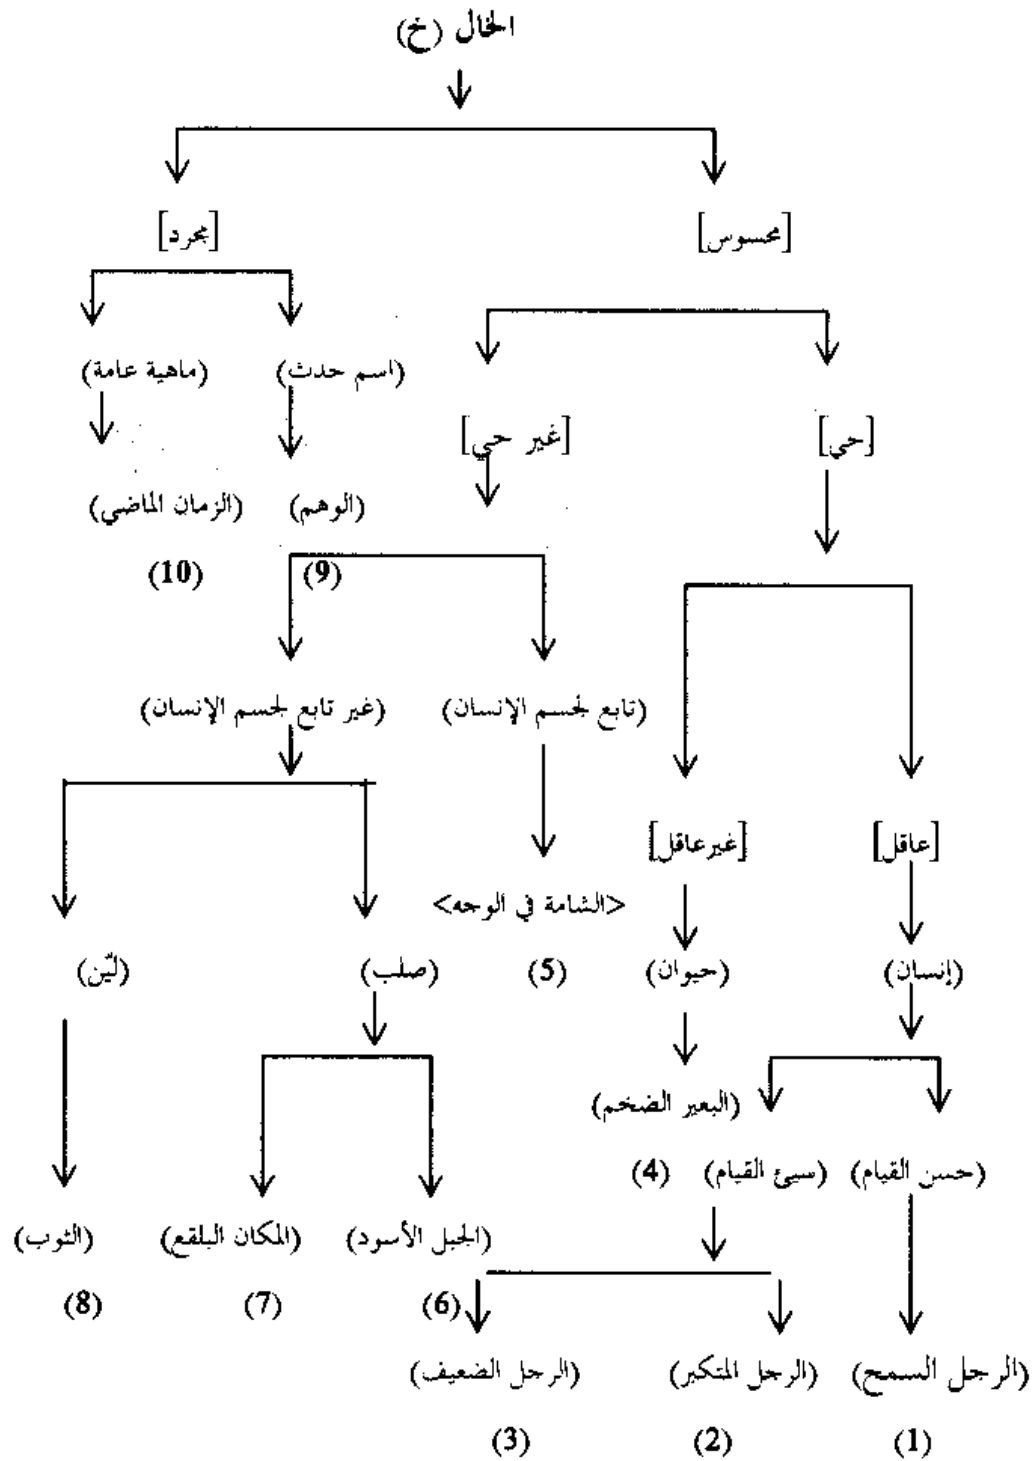 الخال (خ)
[محسوس]
[مجرد]
(اسم حدث)
(ماهية عامة)
[حي]
[غير حي]
(الوهم)
(الزمان الماضي)
(9)
(10)
(تابع لجسم الإنسان)
(غير تابع لجسم الإنسان)
[عاقل]
[غير عاقل]
<الشامة في الوجه>
(إنسان)
(حيوان)
(5)
(صلب)
(ليّن)
(البعير الضخم)
(حسن القيام)
(سيئ القيام)
(4)
(الجبل الأسود)
(المكان البلقع)
(الثوب)
(6)
(7)
(8)
(الرجل السمح)
(الرجل المتكبر)
(الرجل الضعيف)
(1)
(2)
(3)